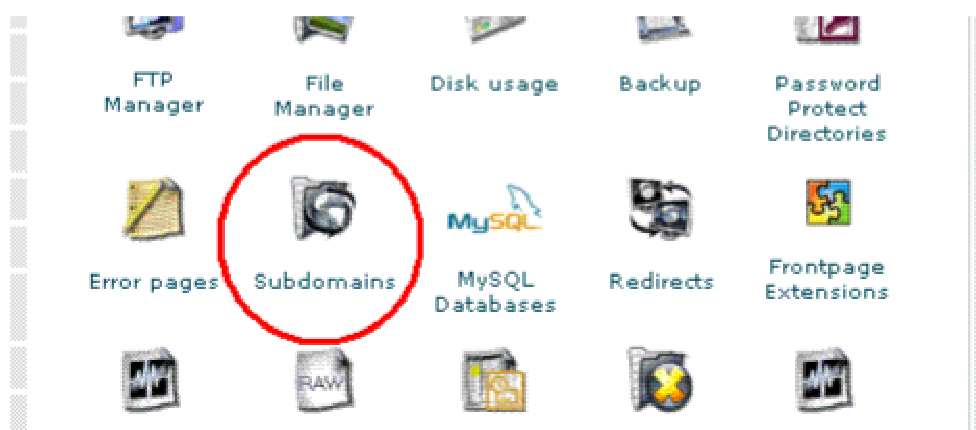 FTP
Manager
File
Manager
Disk usage
Backup
Password
Protect
Directories
MySQL
Error pages
Subdomains
MySQL
Databases
Redirects
Frontpage
Extensions
RAW